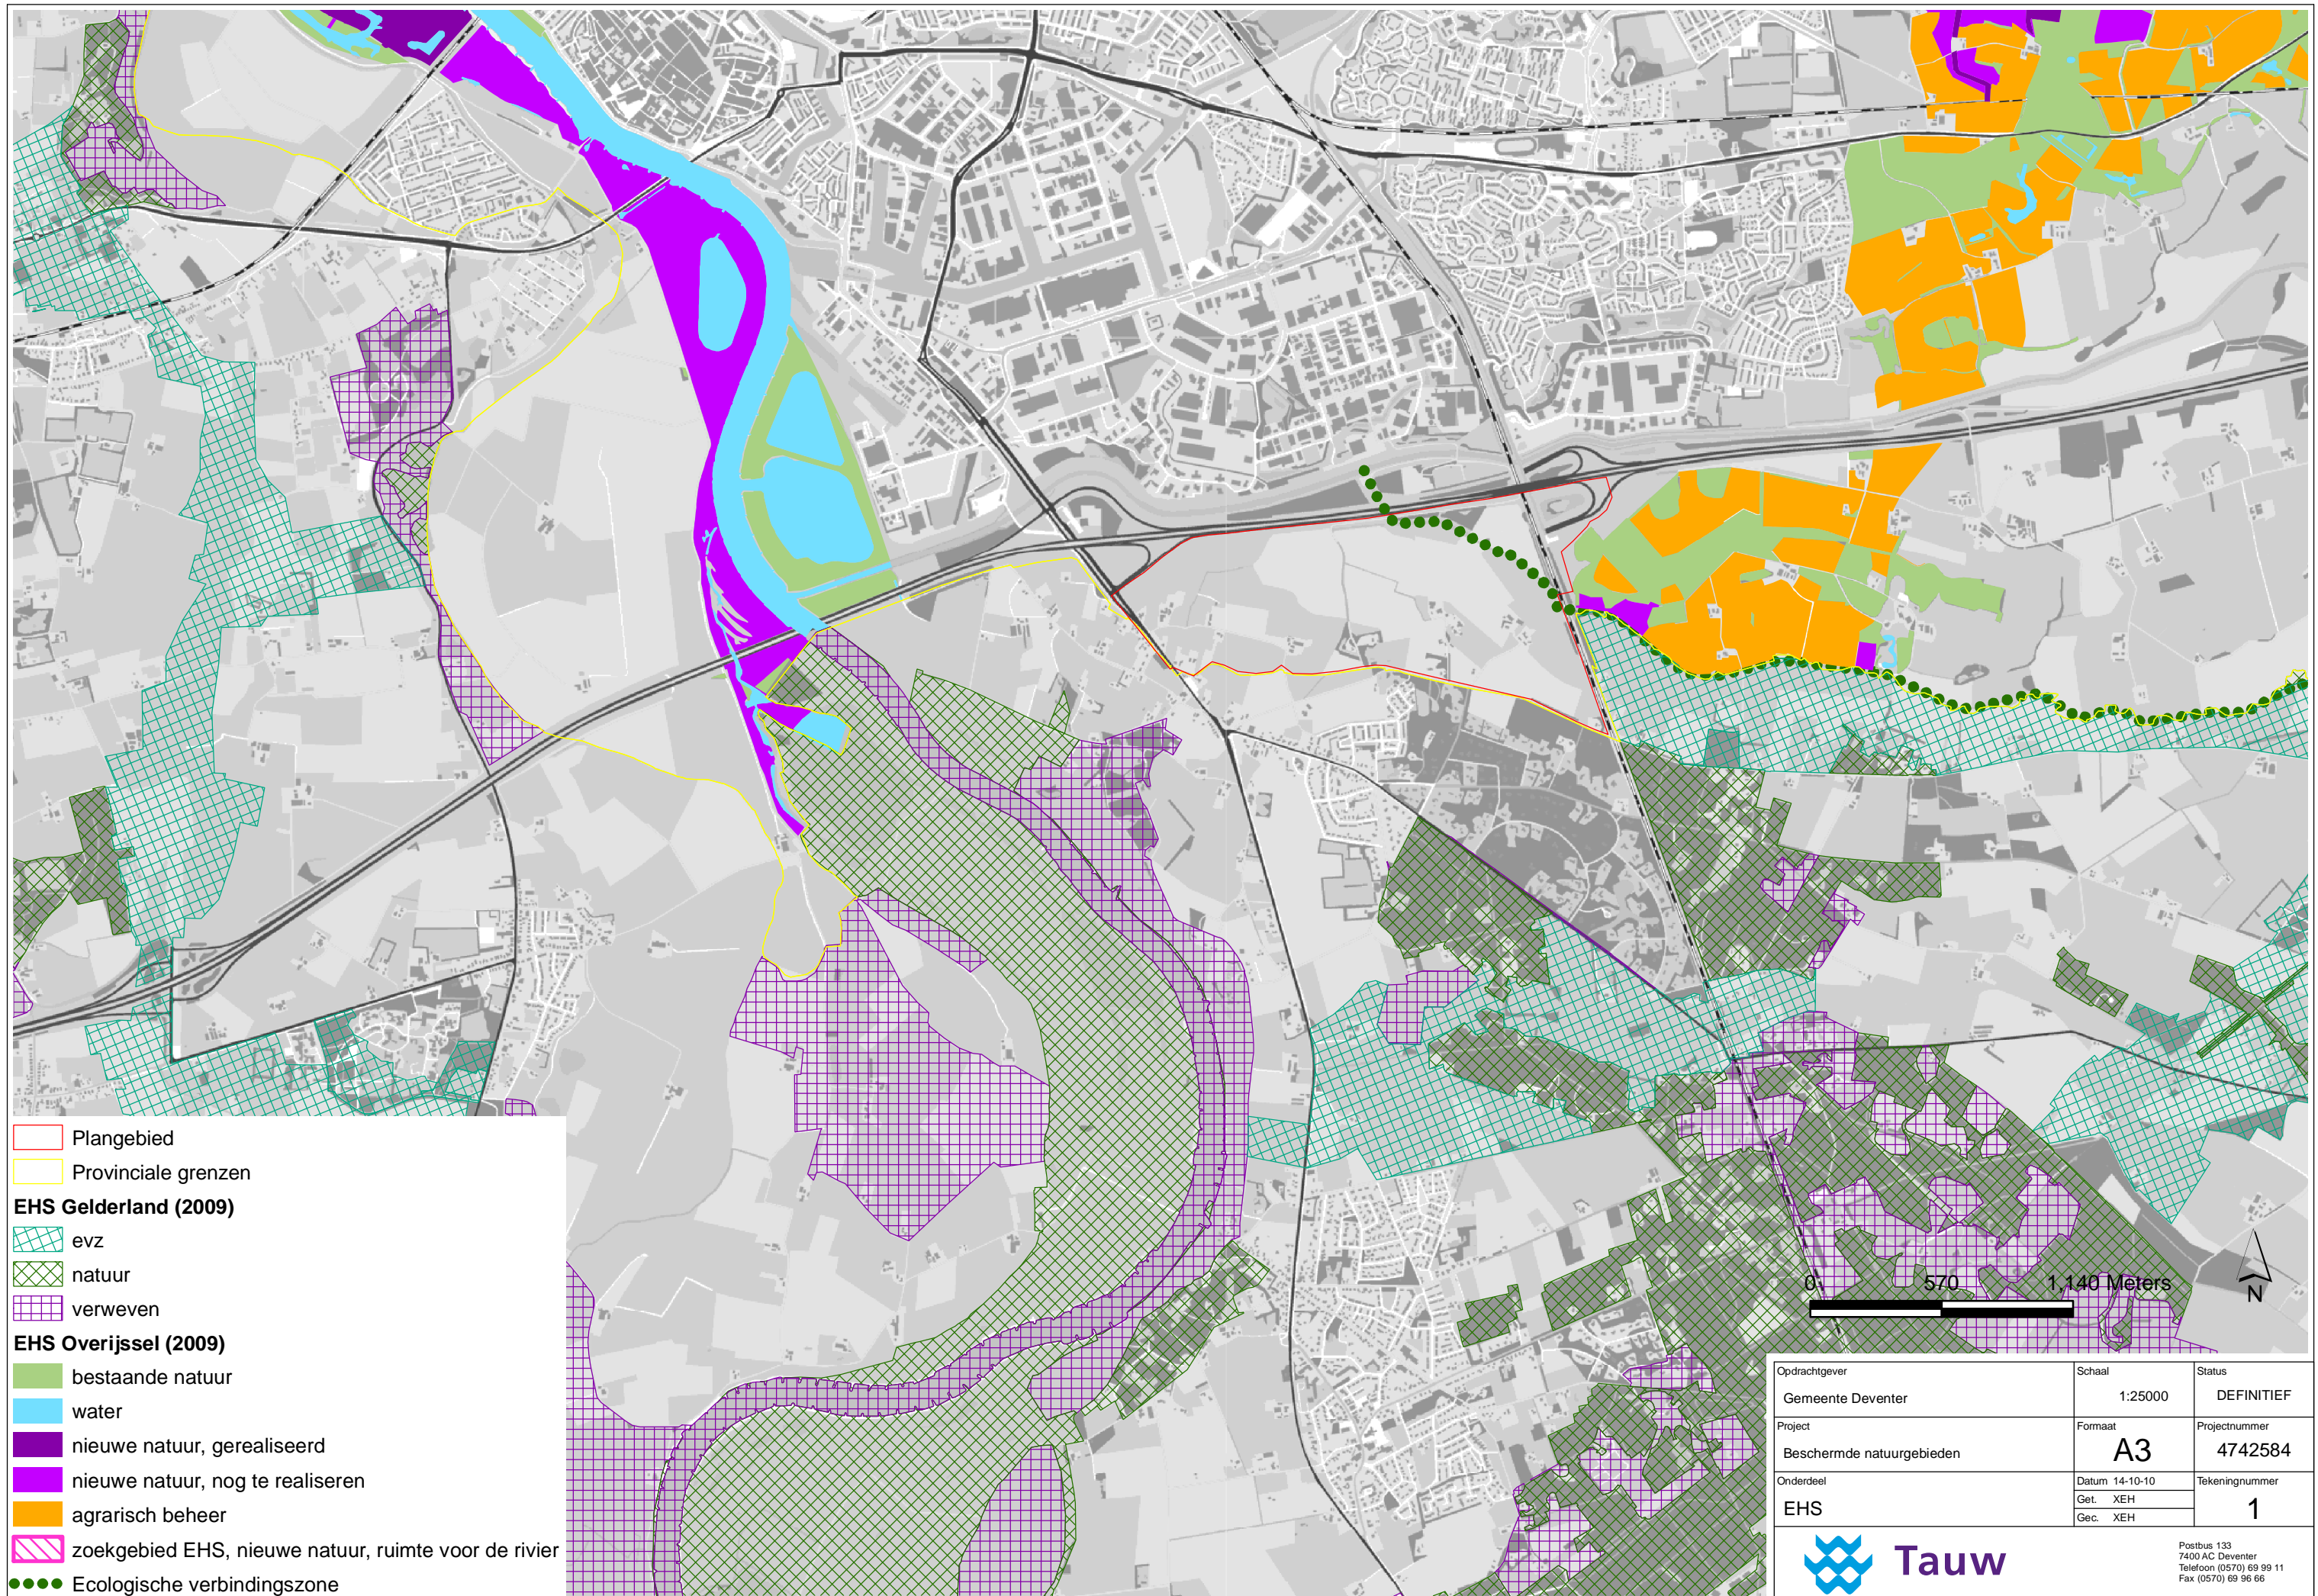 Plangebied
Provinciale grenzen
EHS Gelderland (2009)
evz
natuur
verweven
EHS Overijssel (2009)
bestaande natuur
water
nieuwe natuur, gerealiseerd
nieuwe natuur, nog te realiseren
agrarisch beheer
zoekgebied EHS, nieuwe natuur, ruimte voor de rivier
Ecologische verbindingszone
0 570 1,140 Meters
N
Opdrachtgever Schaal Status
Gemeente Deventer 1:25000 DEFINITIEF
Project Formaat Projectnummer
Beschermde natuurgebieden A3 4742584
Onderdeel Datum 14-10-10 Tekeningnummer
EHS Get. XEH 1
Gec. XEH
Tauw
Postbus 133
7400 AC Deventer
Telefoon (0570) 69 99 11
Fax (0570) 69 96 66